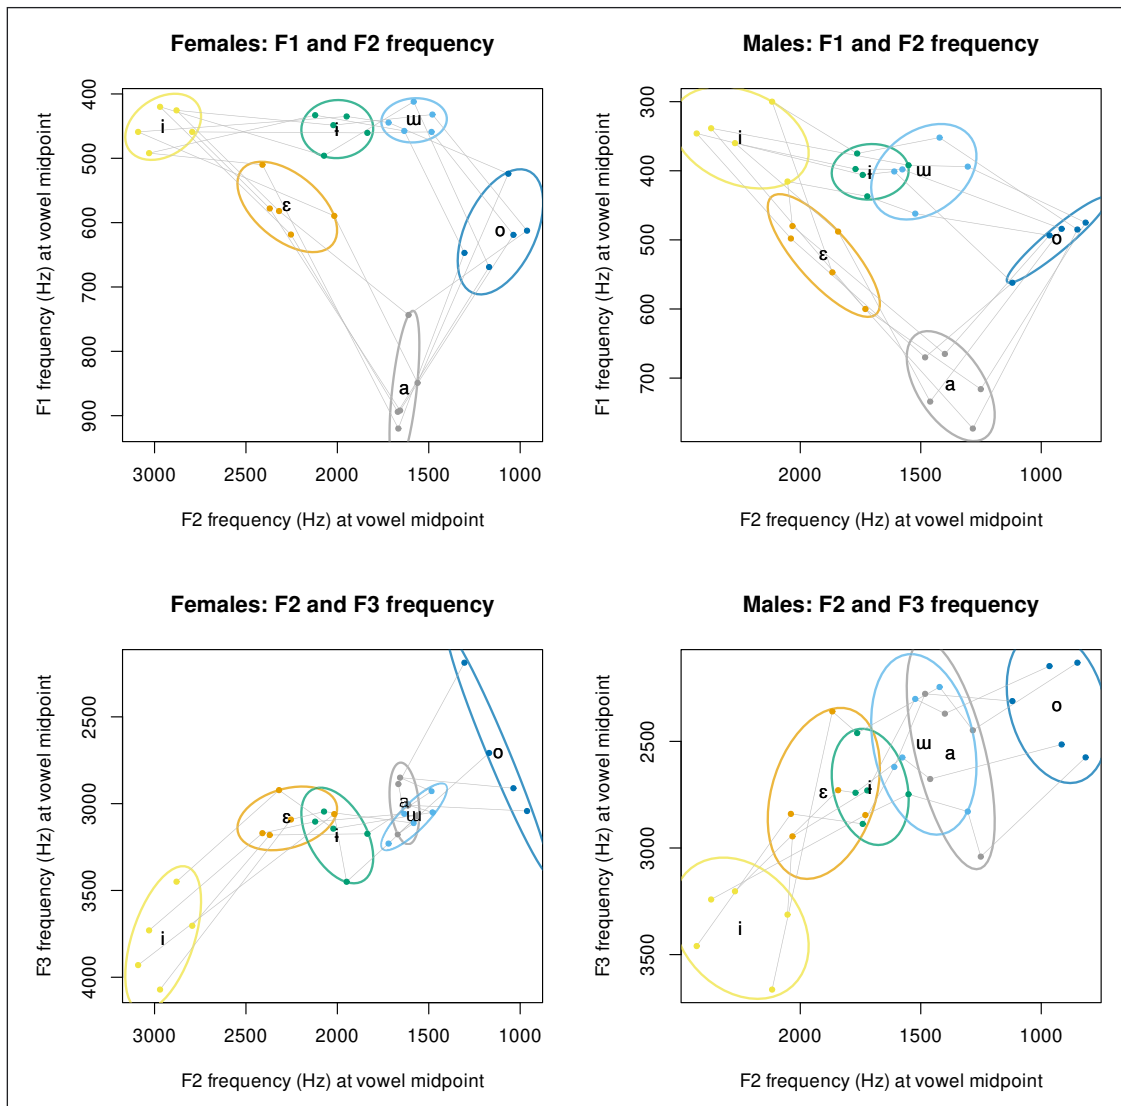 Females: F1 and F2 frequency
F1 frequency (Hz) at vowel midpoint
400
500
600
700
800
900
i
ɨ
ɯ
ɛ
o
a
3000
2500
2000
1500
1000
F2 frequency (Hz) at vowel midpoint
Males: F1 and F2 frequency
F1 frequency (Hz) at vowel midpoint
300
400
500
600
700
i
ɨ
ɯ
ɛ
o
a
2000
1500
1000
F2 frequency (Hz) at vowel midpoint
Females: F2 and F3 frequency
F3 frequency (Hz) at vowel midpoint
2500
3000
3500
4000
o
a
ɯ
ɛ
ɨ
i
3000
2500
2000
1500
1000
F2 frequency (Hz) at vowel midpoint
Males: F2 and F3 frequency
F3 frequency (Hz) at vowel midpoint
2500
3000
3500
o
ɯ
a
ɛ
ɨ
i
2000
1500
1000
F2 frequency (Hz) at vowel midpoint